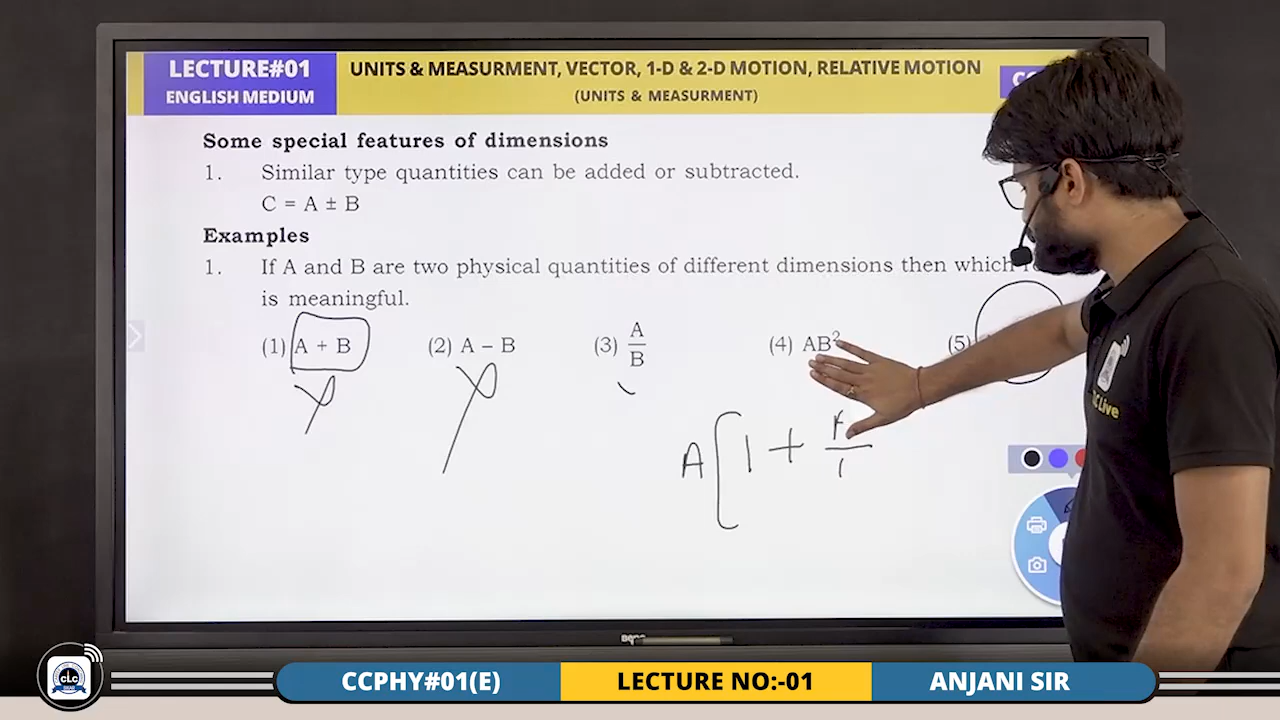 LECTURE#01
ENGLISH MEDIUM
UNITS & MEASURMENT, VECTOR, 1-D & 2-D MOTION, RELATIVE MOTION
(UNITS & MEASURMENT)
Some special features of dimensions
1. Similar type quantities can be added or subtracted.
C = A ± B
Examples
1. If A and B are two physical quantities of different dimensions then which
is meaningful.
(1) A + B (2) A – B (3) A/B (4) AB² (5)
A [ 1 +
Live
CLC
CCPHY#01(E) LECTURE NO:-01 ANJANI SIR